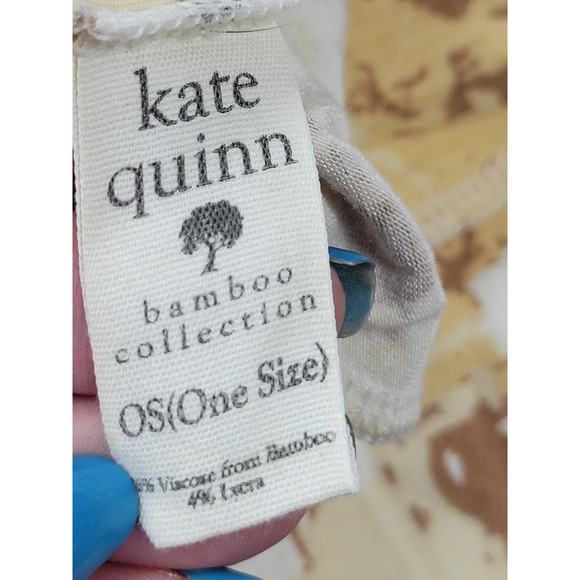 kate
quinn
bamboo
collection
OS(One Size)
% Viscose from Bamboo
4% Lycra